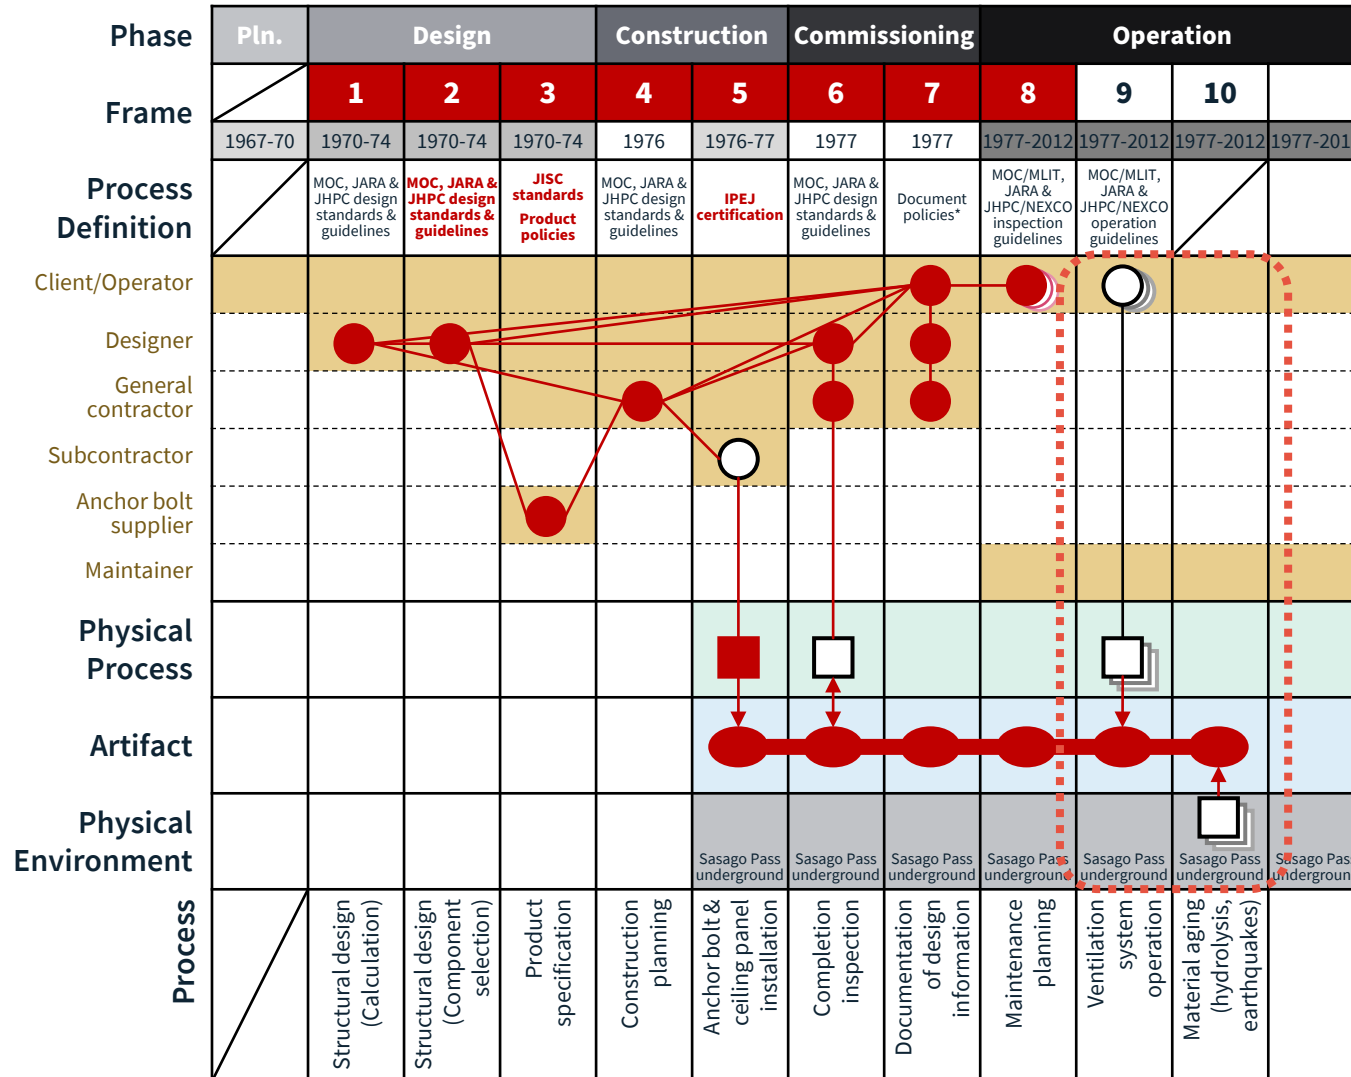 Phase
Pln.
Design
Construction
Commissioning
Operation
Frame
1
2
3
4
5
6
7
8
9
10
1967-70
1970-74
1970-74
1970-74
1976
1976-77
1977
1977
1977-2012
1977-2012
1977-2012
1977-201
Process
Definition
MOC, JARA &
JHPC design
standards &
guidelines
MOC, JARA &
JHPC design
standards &
guidelines
JISC
standards
Product
policies
MOC, JARA &
JHPC design
standards &
guidelines
IPEJ
certification
MOC, JARA &
JHPC design
standards &
guidelines
Document
policies*
MOC/MLIT,
JARA &
JHPC/NEXCO
inspection
guidelines
MOC/MLIT,
JARA &
JHPC/NEXCO
operation
guidelines
Client/Operator
Designer
General
contractor
Subcontractor
Anchor bolt
supplier
Maintainer
Physical
Process
Artifact
Physical
Environment
Sasago Pass
underground
Sasago Pass
underground
Sasago Pass
underground
Sasago Pass
underground
Sasago Pass
underground
Sasago Pass
underground
Sasago Pass
undergroun
Process
Structural design
(Calculation)
Structural design
(Component
selection)
Product
specification
Construction
planning
Anchor bolt &
ceiling panel
installation
Completion
inspection
Documentation
of design
information
Maintenance
planning
Ventilation
system
operation
Material aging
(hydrolysis,
earthquakes)